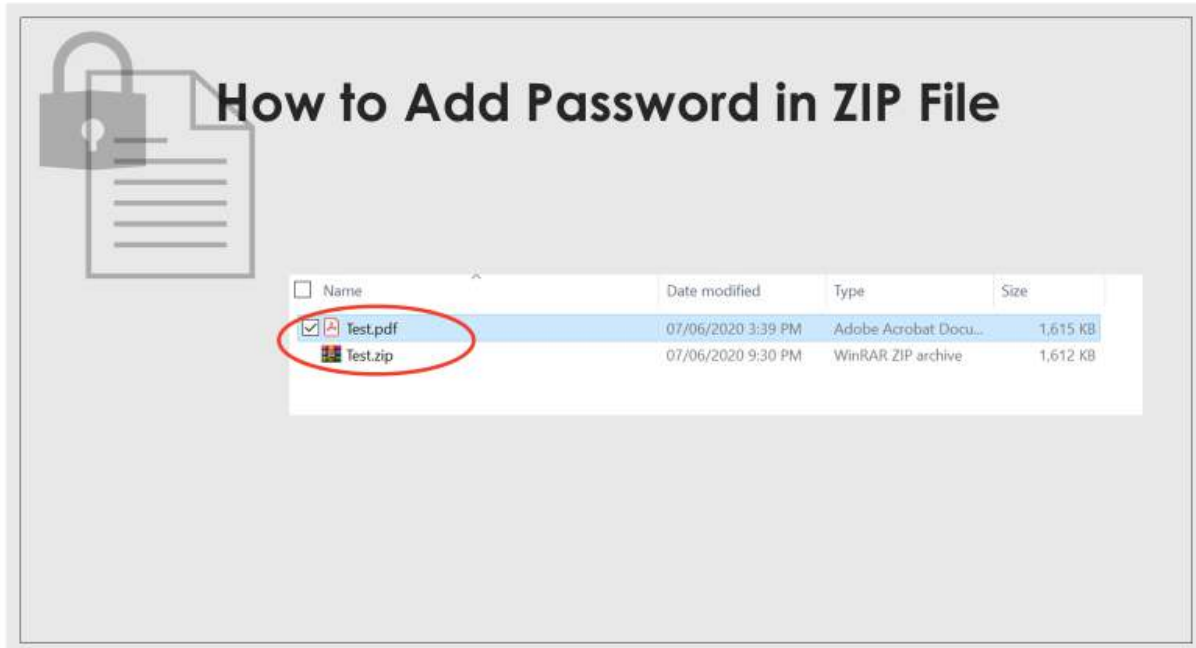 How to Add Password in ZIP File
Name Date modified Type Size
Test.pdf 07/06/2020 3:39 PM Adobe Acrobat Docu... 1,615 KB
Test.zip 07/06/2020 9:30 PM WinRAR ZIP archive 1,612 KB